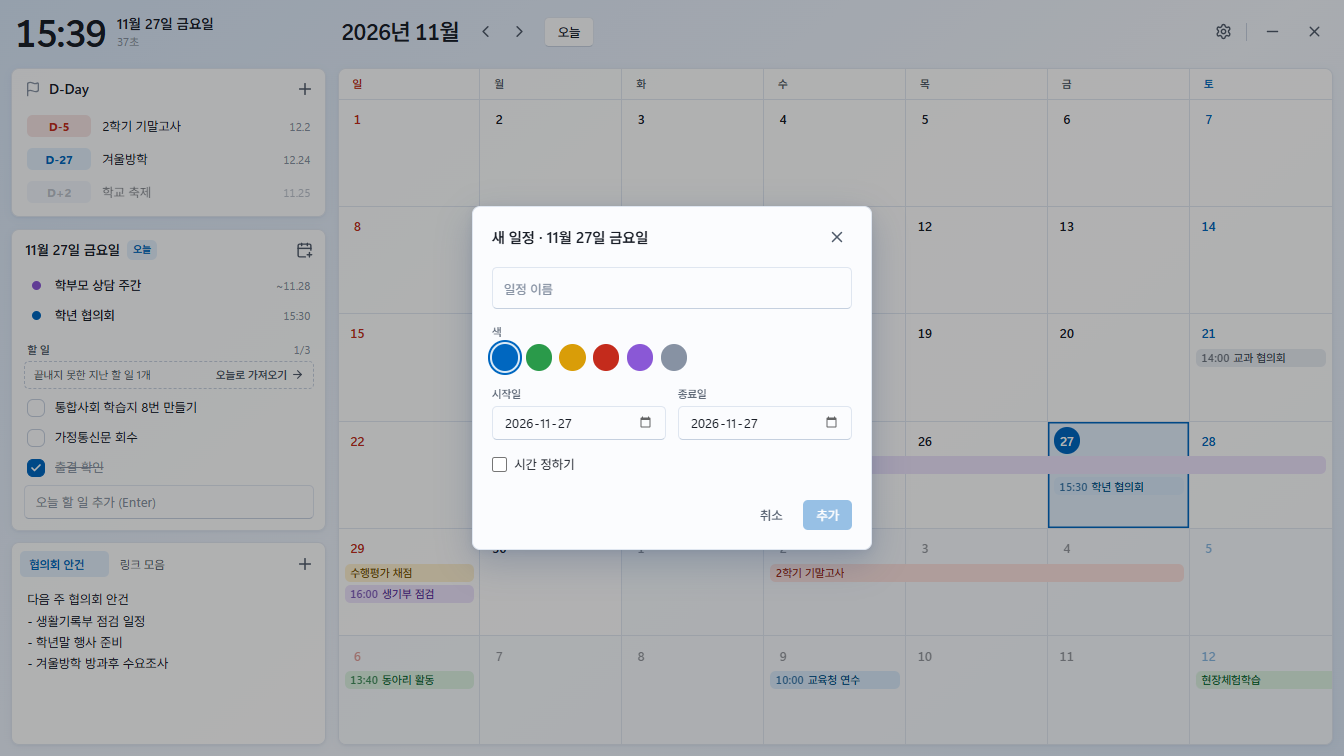 15:39
11월 27일 금요일
37초
2026년 11월
오늘
D-Day
D-5 2학기 기말고사 12.2
D-27 겨울방학 12.24
D+2 학교 축제 11.25
11월 27일 금요일 오늘
학부모 상담 주간 ~11.28
학년 협의회 15:30
할 일 1/3
끝내지 못한 지난 할 일 1개 오늘로 가져오기 →
통합사회 학습지 8번 만들기
가정통신문 회수
출결 확인
오늘 할 일 추가 (Enter)
협의회 안건 링크 모음
다음 주 협의회 안건
- 생활기록부 점검 일정
- 학년말 행사 준비
- 겨울방학 방과후 수요조사
일 월 화 수 목 금 토
1 2 3 4 5 6 7
8 12 13 14
15 19 20 21
14:00 교과 협의회
22 26 27 28
15:30 학년 협의회
29 30 1 2 3 4 5
수행평가 채점 2학기 기말고사
16:00 생기부 점검
6 7 8 9 10 11 12
13:40 동아리 활동 10:00 교육청 연수 현장체험학습
새 일정 · 11월 27일 금요일
일정 이름
색
시작일 종료일
2026-11-27 2026-11-27
시간 정하기
취소 추가